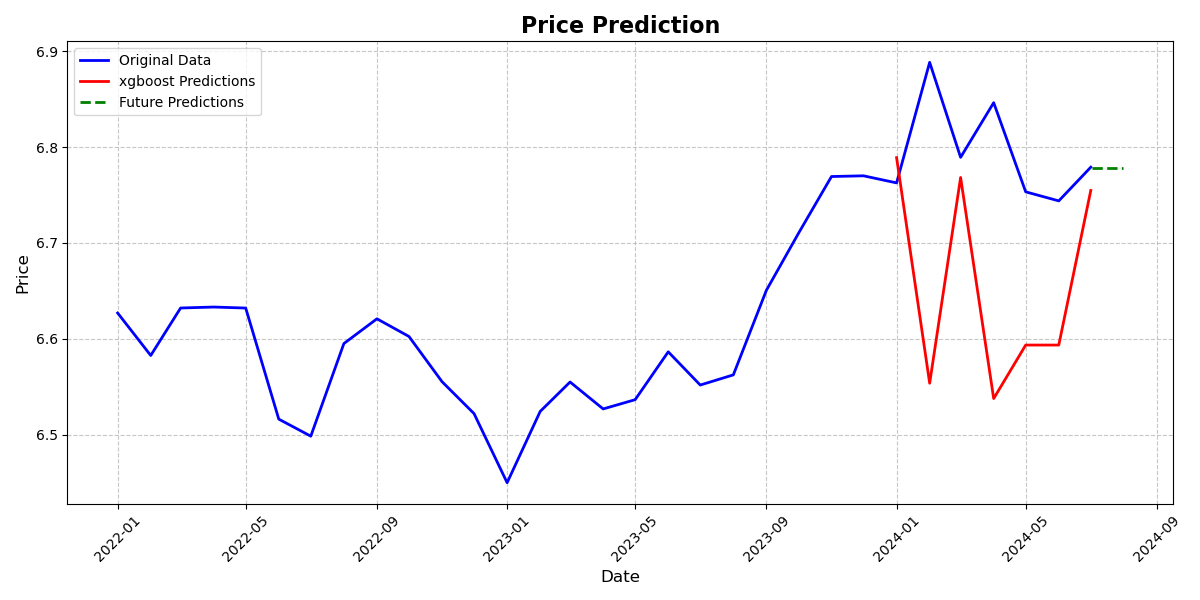 Price Prediction
Original Data
xgboost Predictions
Future Predictions
6.9
6.8
6.7
6.6
6.5
Price
2022-01
2022-05
2022-09
2023-01
2023-05
2023-09
2024-01
2024-05
2024-09
Date